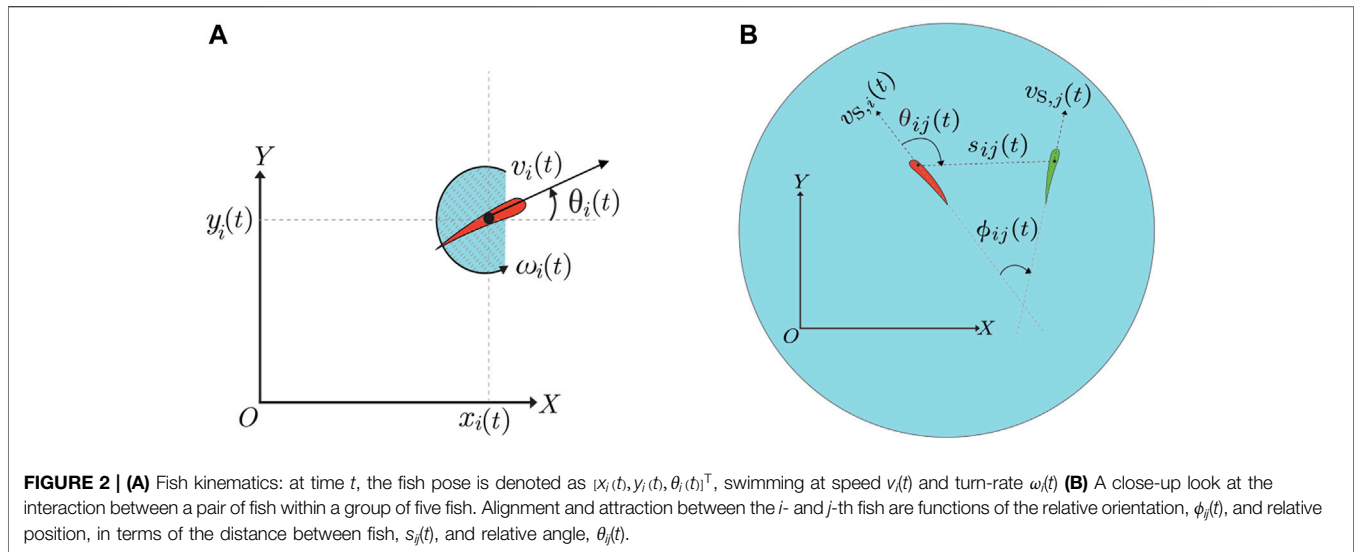 A
Y
v_i(t)
θ_i(t)
y_i(t)
ω_i(t)
O
x_i(t)
X
B
v_{S,i}(t)
v_{S,j}(t)
θ_{ij}(t)
s_{ij}(t)
Y
ϕ_{ij}(t)
O
X
FIGURE 2 | (A) Fish kinematics: at time t, the fish pose is denoted as [x_i(t), y_i(t), θ_i(t)]^T, swimming at speed v_i(t) and turn-rate ω_i(t) (B) A close-up look at the
interaction between a pair of fish within a group of five fish. Alignment and attraction between the i- and j-th fish are functions of the relative orientation, ϕ_{ij}(t), and relative
position, in terms of the distance between fish, s_{ij}(t), and relative angle, θ_{ij}(t).